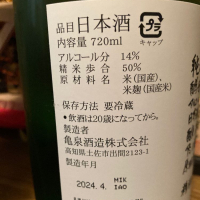 品目 日本酒
内容量 720ml
プラ
キャップ
アルコール分 14%
精米歩合 50%
原材料名 米(国産)、
米麹(国産米)
保存方法 要冷蔵
•飲酒は20歳になってから。
製造者
亀泉酒造株式会社
高知県土佐市出間2123-1
製造年月
2024.4.